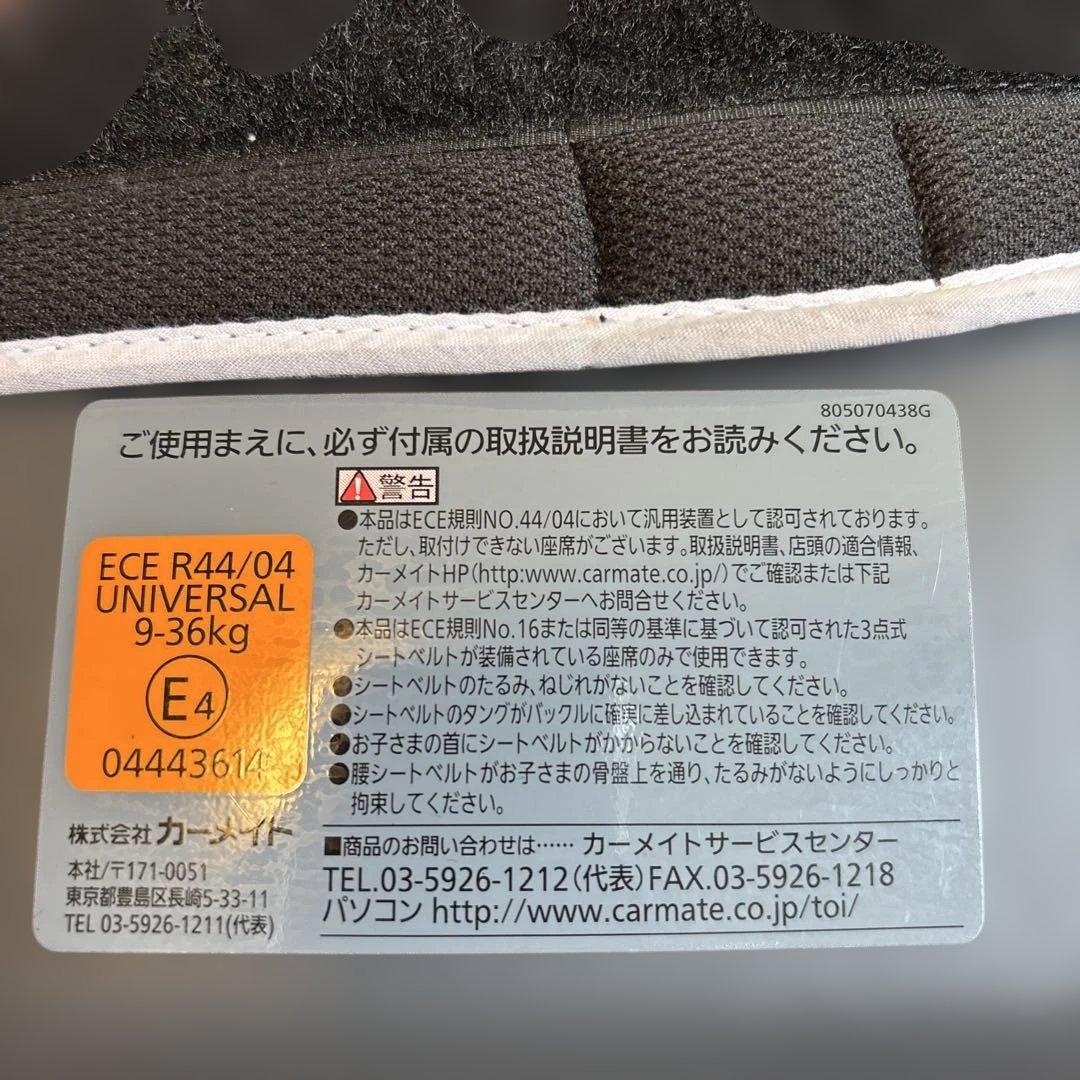 805070438G
ご使用まえに、必ず付属の取扱説明書をお読みください。
警告
●本品はECE規則NO.44/04において汎用装置として認可されております。
ただし、取付けできない座席がございます。取扱説明書、店頭の適合情報、
カーメイトHP(http:www.carmate.co.jp/)でご確認または下記
カーメイトサービスセンターへお問合せください。
●本品はECE規則No.16または同等の基準に基づいて認可された3点式
シートベルトが装備されている座席のみで使用できます。
●シートベルトのたるみ、ねじれがないことを確認してください。
●シートベルトのタングがバックルに確実に差し込まれていることを確認してください。
●お子さまの首にシートベルトがかからないことを確認してください。
●腰シートベルトがお子さまの骨盤上を通り、たるみがないようにしっかりと
拘束してください。
ECE R44/04
UNIVERSAL
9-36kg
E4
04443614
株式会社 カーメイト
本社/〒171-0051
東京都豊島区長崎5-33-11
TEL 03-5926-1211(代表)
■商品のお問い合わせは…… カーメイトサービスセンター
TEL.03-5926-1212(代表)FAX.03-5926-1218
パソコン http://www.carmate.co.jp/toi/